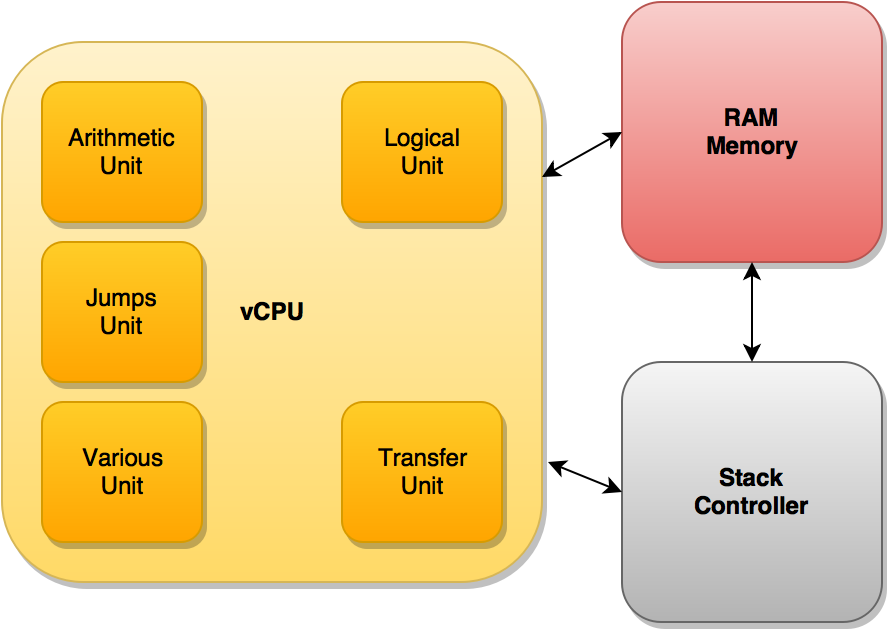 Arithmetic
Unit
Logical
Unit
Jumps
Unit
vCPU
Various
Unit
Transfer
Unit
RAM
Memory
Stack
Controller